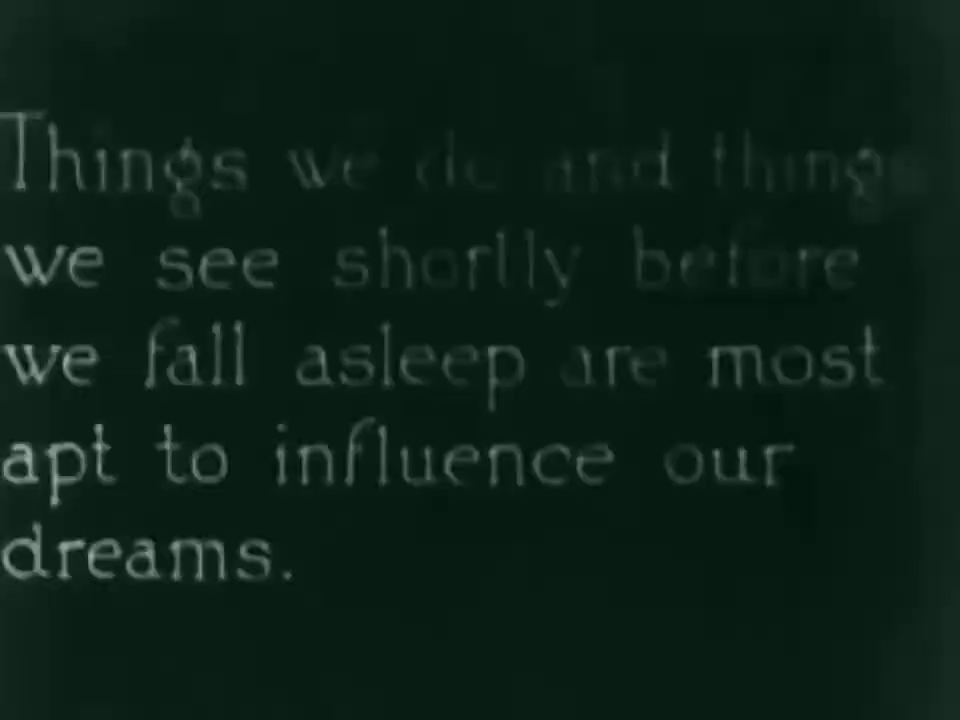 Things we do and things
we see shortly before
we fall asleep are most
apt to influence our
dreams.